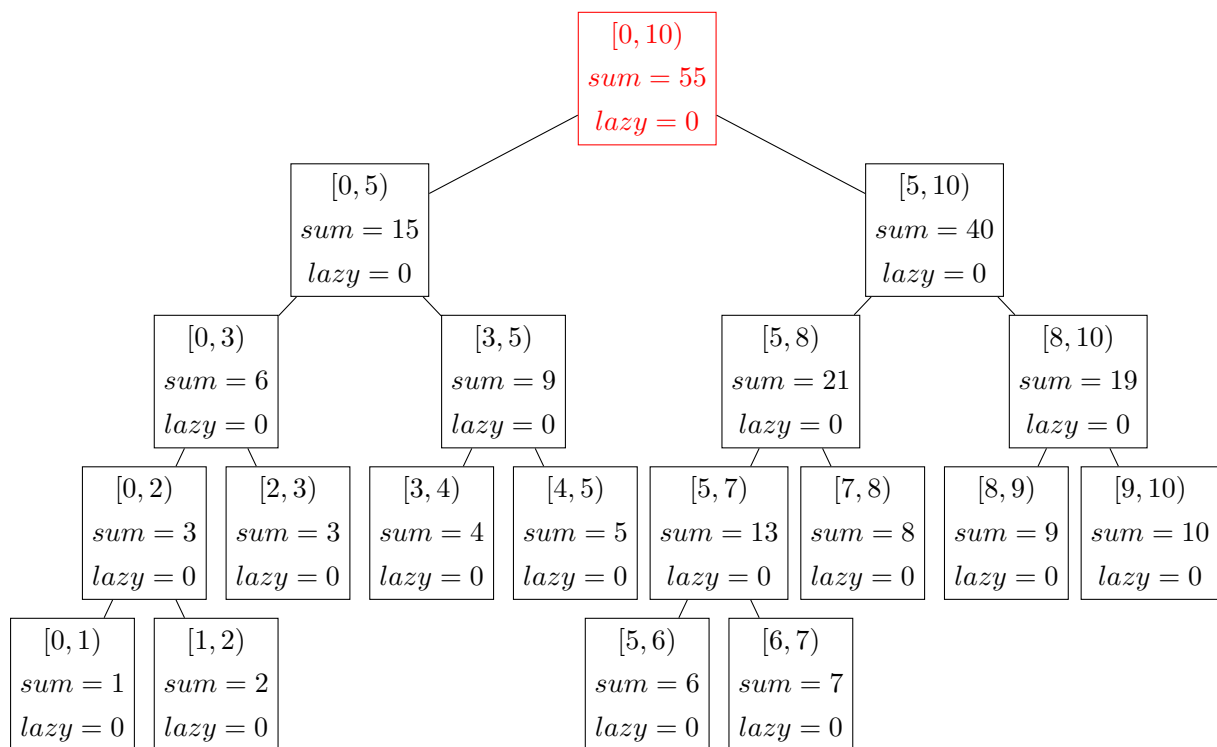 [0, 10)
sum = 55
lazy = 0
[0, 5)
sum = 15
lazy = 0
[5, 10)
sum = 40
lazy = 0
[0, 3)
sum = 6
lazy = 0
[3, 5)
sum = 9
lazy = 0
[5, 8)
sum = 21
lazy = 0
[8, 10)
sum = 19
lazy = 0
[0, 2)
sum = 3
lazy = 0
[2, 3)
sum = 3
lazy = 0
[3, 4)
sum = 4
lazy = 0
[4, 5)
sum = 5
lazy = 0
[5, 7)
sum = 13
lazy = 0
[7, 8)
sum = 8
lazy = 0
[8, 9)
sum = 9
lazy = 0
[9, 10)
sum = 10
lazy = 0
[0, 1)
sum = 1
lazy = 0
[1, 2)
sum = 2
lazy = 0
[5, 6)
sum = 6
lazy = 0
[6, 7)
sum = 7
lazy = 0